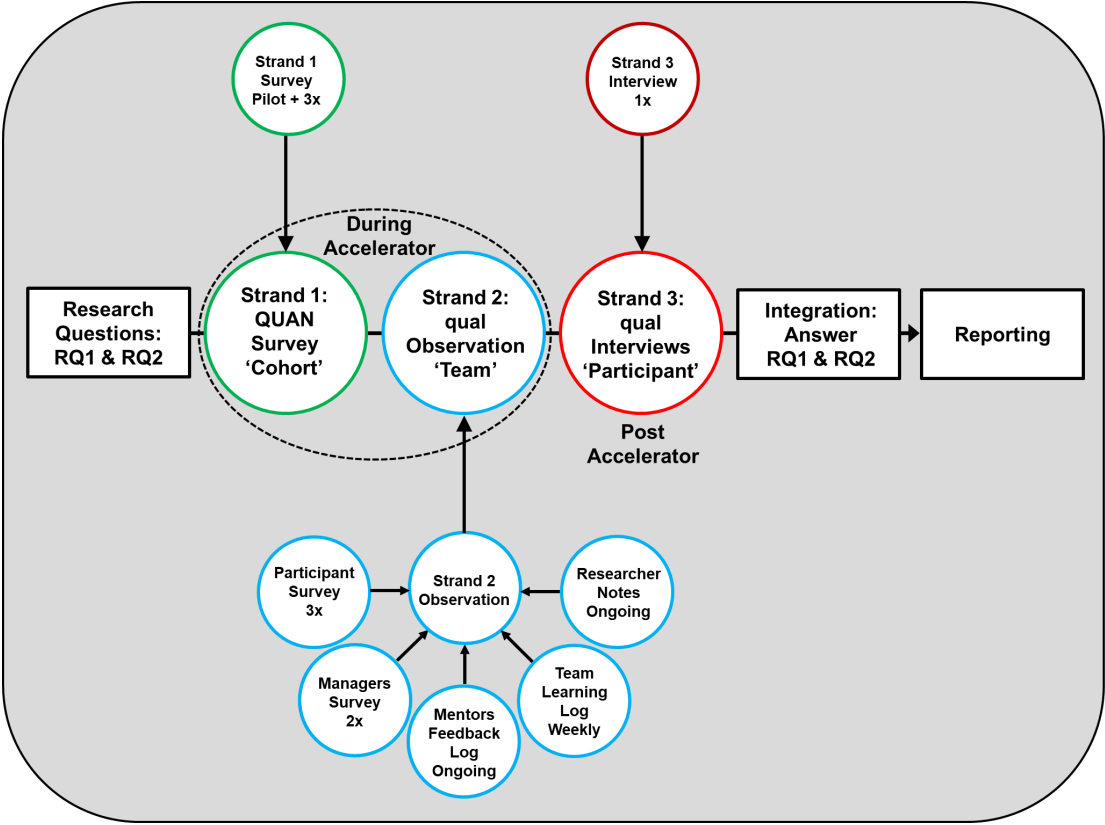 Strand 1
Survey
Pilot + 3x
Strand 3
Interview
1x
During
Accelerator
Research
Questions:
RQ1 & RQ2
Strand 1:
QUAN
Survey
‘Cohort’
Strand 2:
qual
Observation
‘Team’
Strand 3:
qual
Interviews
‘Participant’
Integration:
Answer
RQ1 & RQ2
Reporting
Post
Accelerator
Participant
Survey
3x
Strand 2
Observation
Researcher
Notes
Ongoing
Managers
Survey
2x
Mentors
Feedback
Log
Ongoing
Team
Learning
Log
Weekly